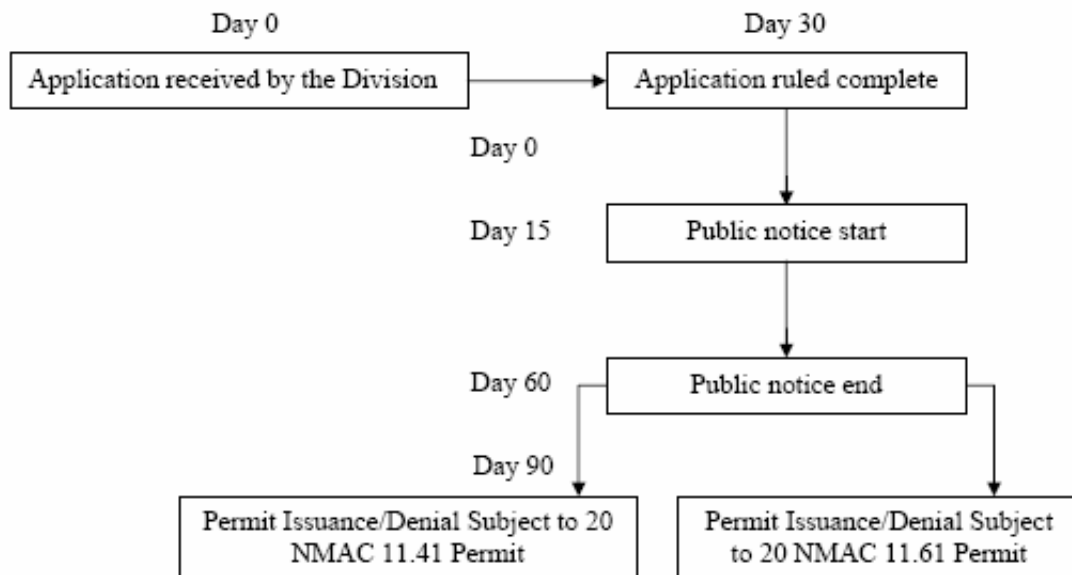 Day 0
Day 30
Application received by the Division
Application ruled complete
Day 0
Day 15
Public notice start
Day 60
Public notice end
Day 90
Permit Issuance/Denial Subject to 20
NMAC 11.41 Permit
Permit Issuance/Denial Subject
to 20 NMAC 11.61 Permit